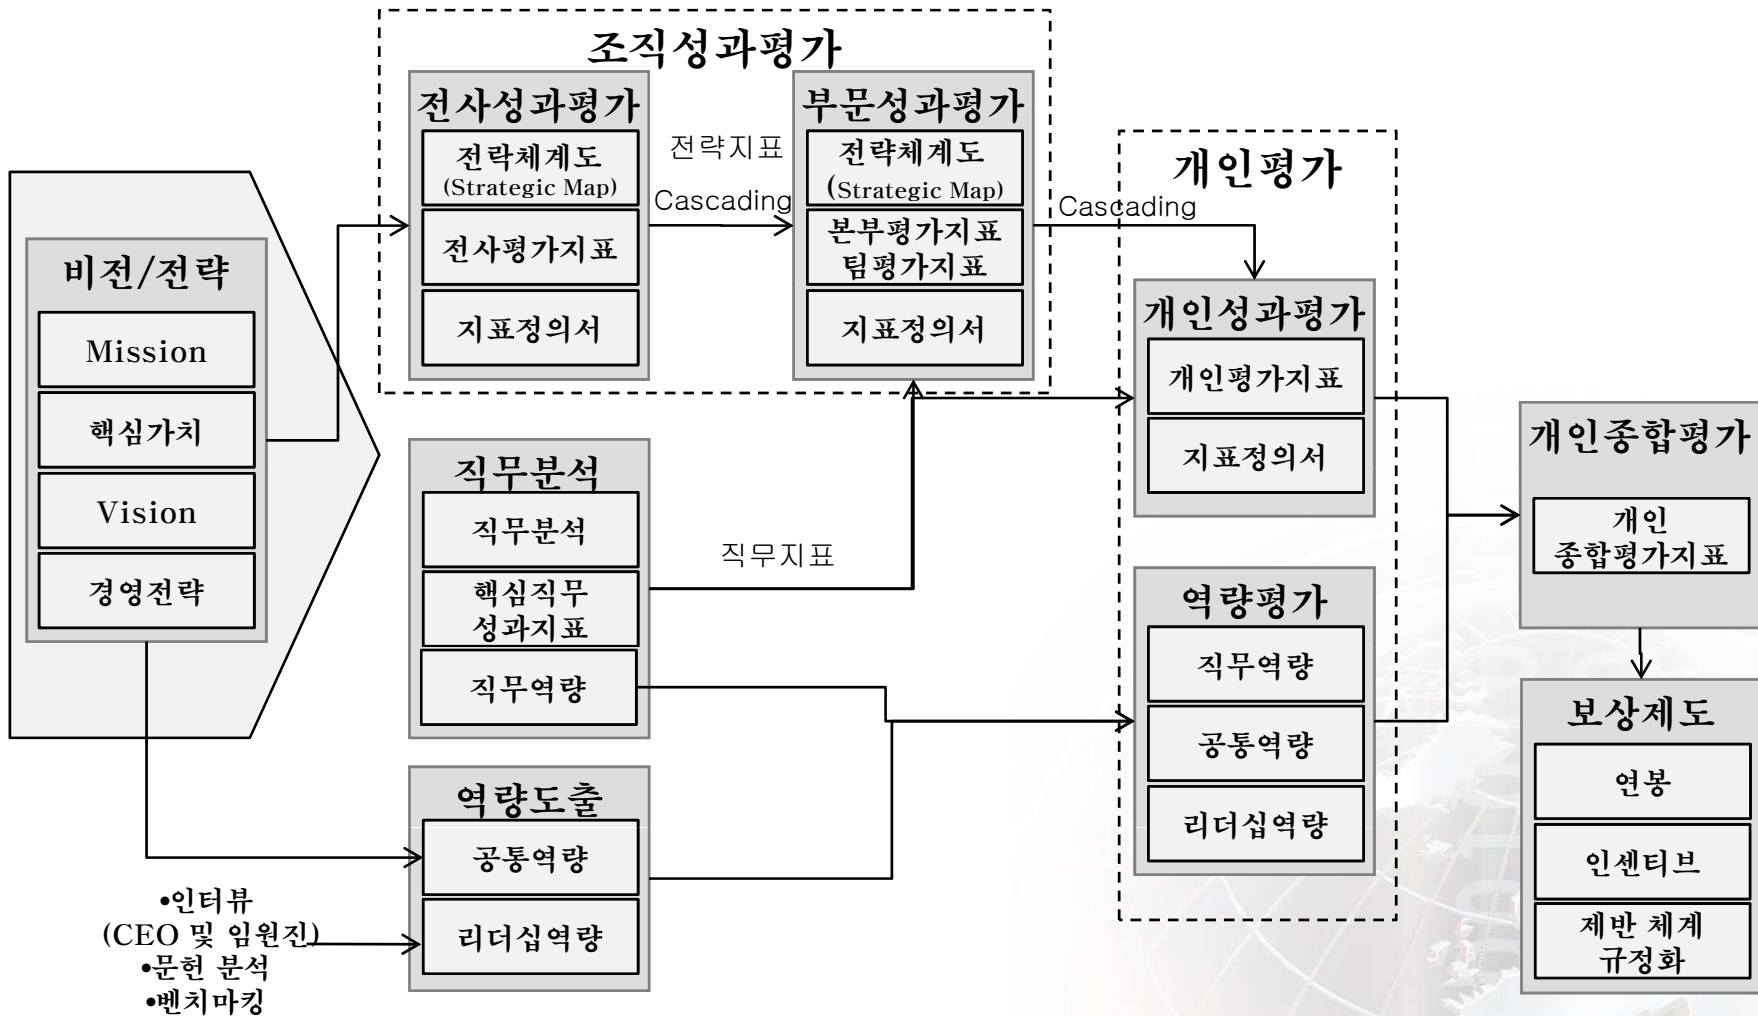 조직성과평가
전사성과평가
전락체계도
(Strategic Map)
전사평가지표
지표정의서
전략지표
Cascading
부문성과평가
전략체계도
(Strategic Map)
본부평가지표
팀평가지표
지표정의서
Cascading
개인평가
개인성과평가
개인평가지표
지표정의서
비전/전략
Mission
핵심가치
Vision
경영전략
직무분석
직무분석
핵심직무
성과지표
직무역량
직무지표
역량평가
직무역량
공통역량
리더십역량
개인종합평가
개인
종합평가지표
역량도출
공통역량
리더십역량
•인터뷰
(CEO 및 임원진)
•문헌 분석
•벤치마킹
보상제도
연봉
인센티브
제반 체계
규정화